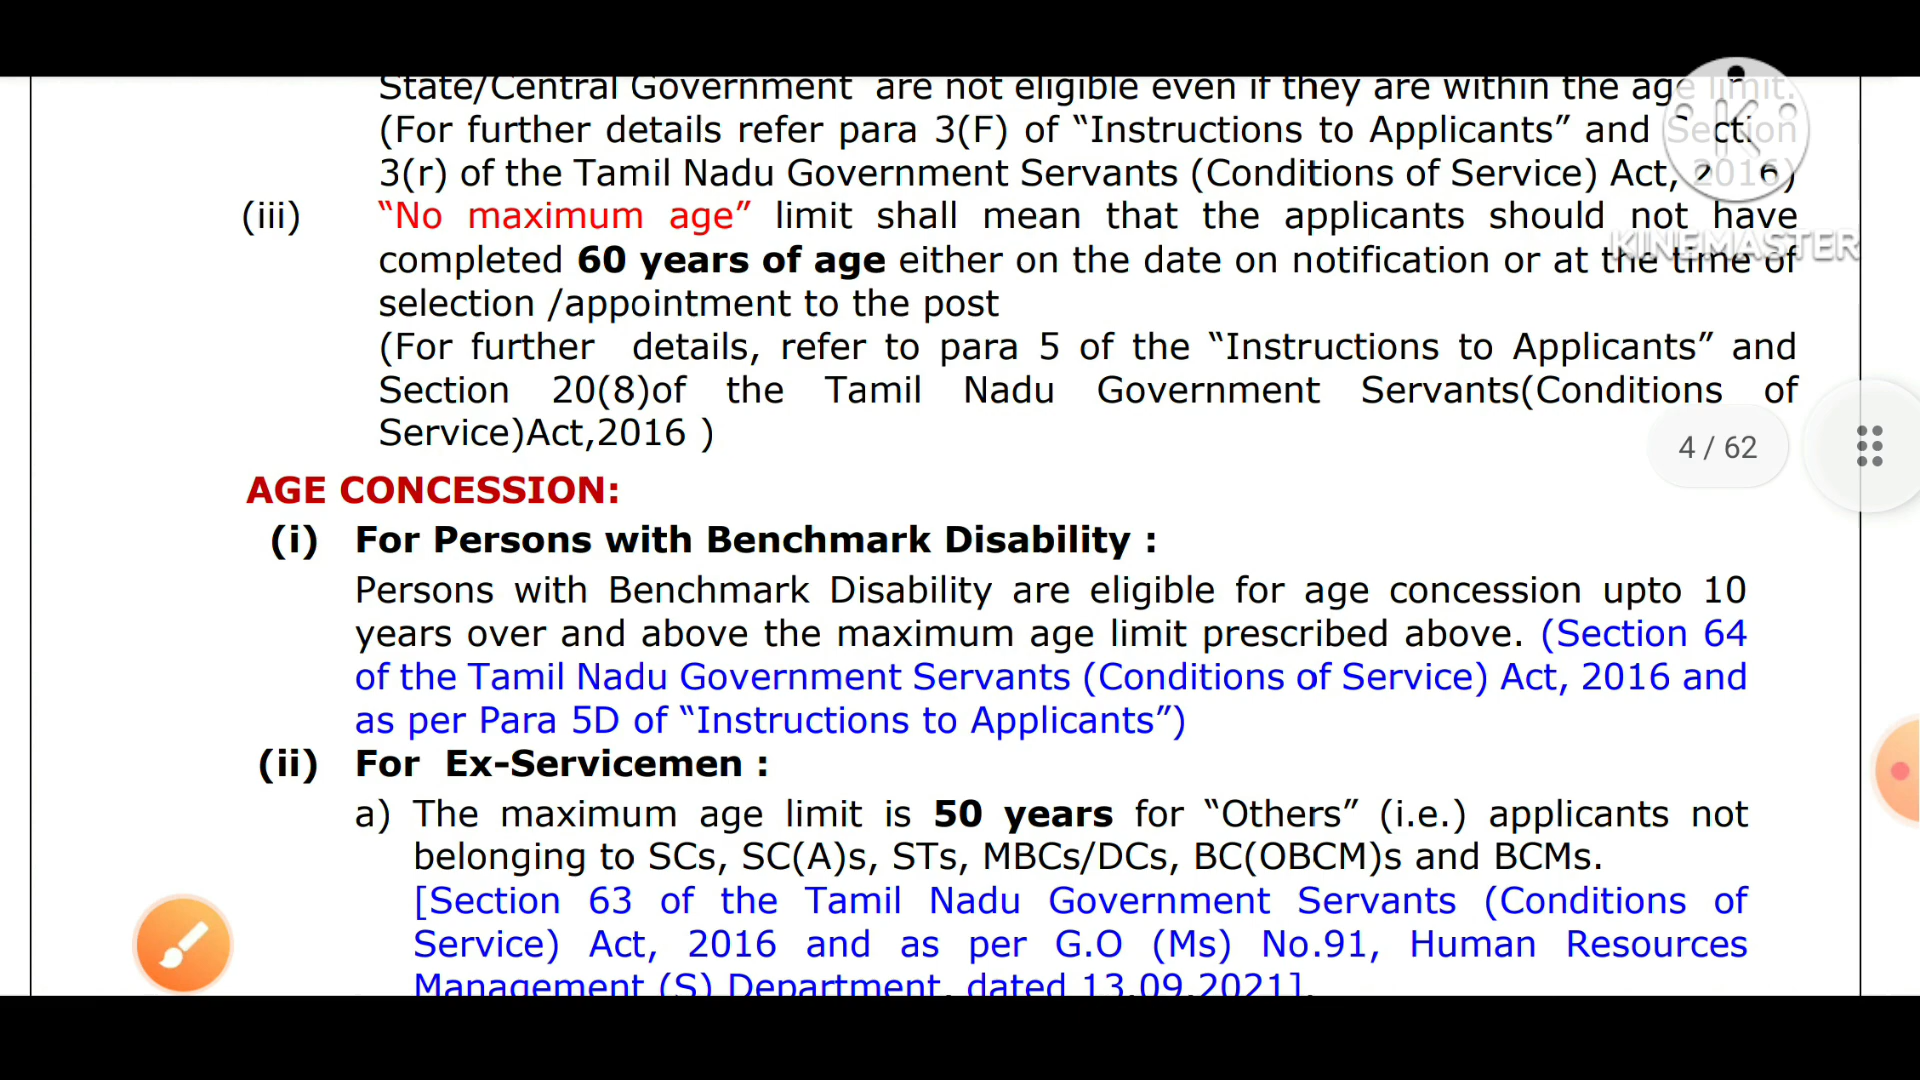 State/Central Government are not eligible even if they are within the age limit.
(For further details refer para 3(F) of “Instructions to Applicants” and Section
3(r) of the Tamil Nadu Government Servants (Conditions of Service) Act, 2016)
(iii) “No maximum age” limit shall mean that the applicants should not have
KINEMASTER
completed 60 years of age either on the date on notification or at the time of
selection /appointment to the post
(For further details, refer to para 5 of the “Instructions to Applicants” and
Section 20(8)of the Tamil Nadu Government Servants(Conditions of
Service)Act,2016 )
4 / 62
AGE CONCESSION:
(i) For Persons with Benchmark Disability :
Persons with Benchmark Disability are eligible for age concession upto 10
years over and above the maximum age limit prescribed above. (Section 64
of the Tamil Nadu Government Servants (Conditions of Service) Act, 2016 and
as per Para 5D of “Instructions to Applicants”)
(ii) For Ex-Servicemen :
a) The maximum age limit is 50 years for “Others” (i.e.) applicants not
belonging to SCs, SC(A)s, STs, MBCs/DCs, BC(OBCM)s and BCMs.
[Section 63 of the Tamil Nadu Government Servants (Conditions of
Service) Act, 2016 and as per G.O (Ms) No.91, Human Resources
Management (S) Department, dated 13.09.2021].